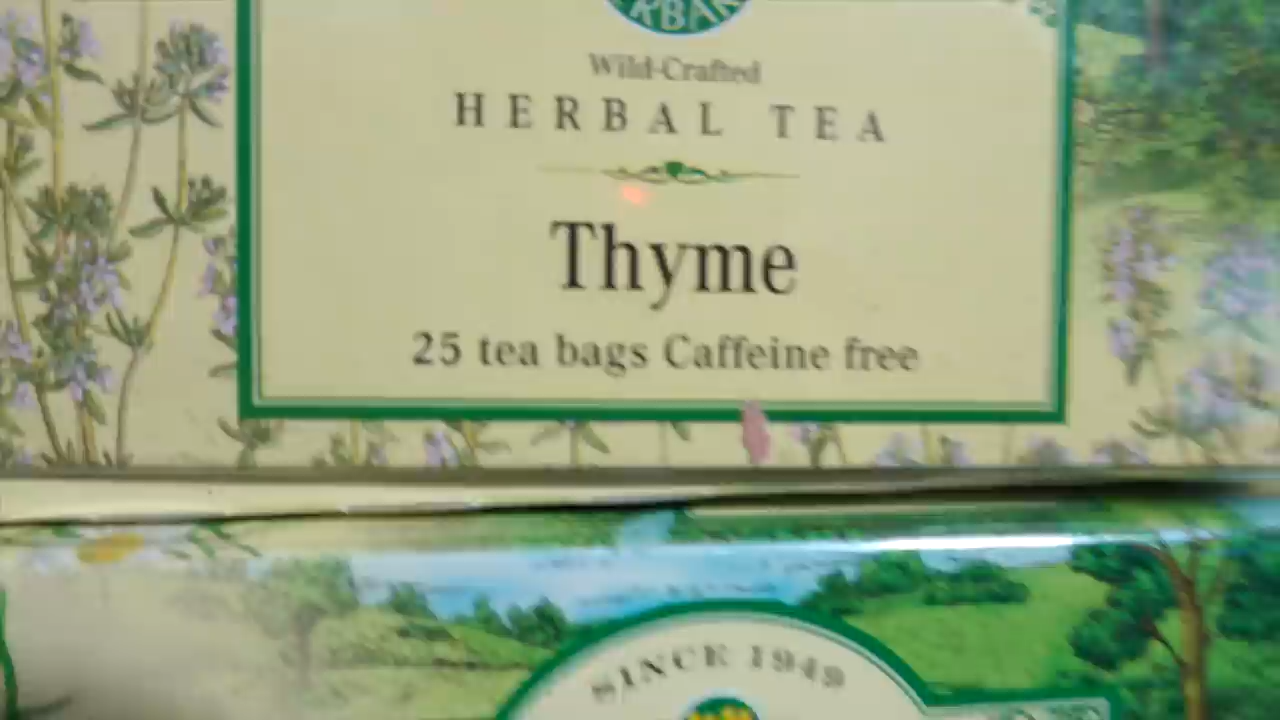 Wild-Crafted
HERBAL TEA
Thyme
25 tea bags Caffeine free
SINCE 1949